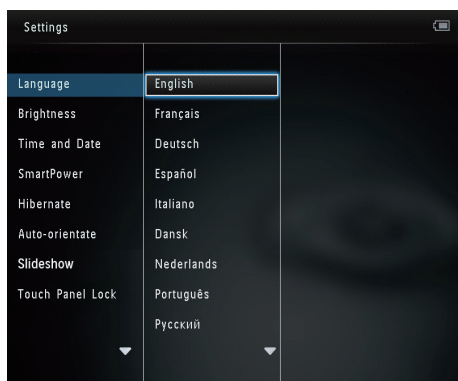 Settings
Language
Brightness
Time and Date
SmartPower
Hibernate
Auto-orientate
Slideshow
Touch Panel Lock
English
Français
Deutsch
Español
Italiano
Dansk
Nederlands
Português
Русский